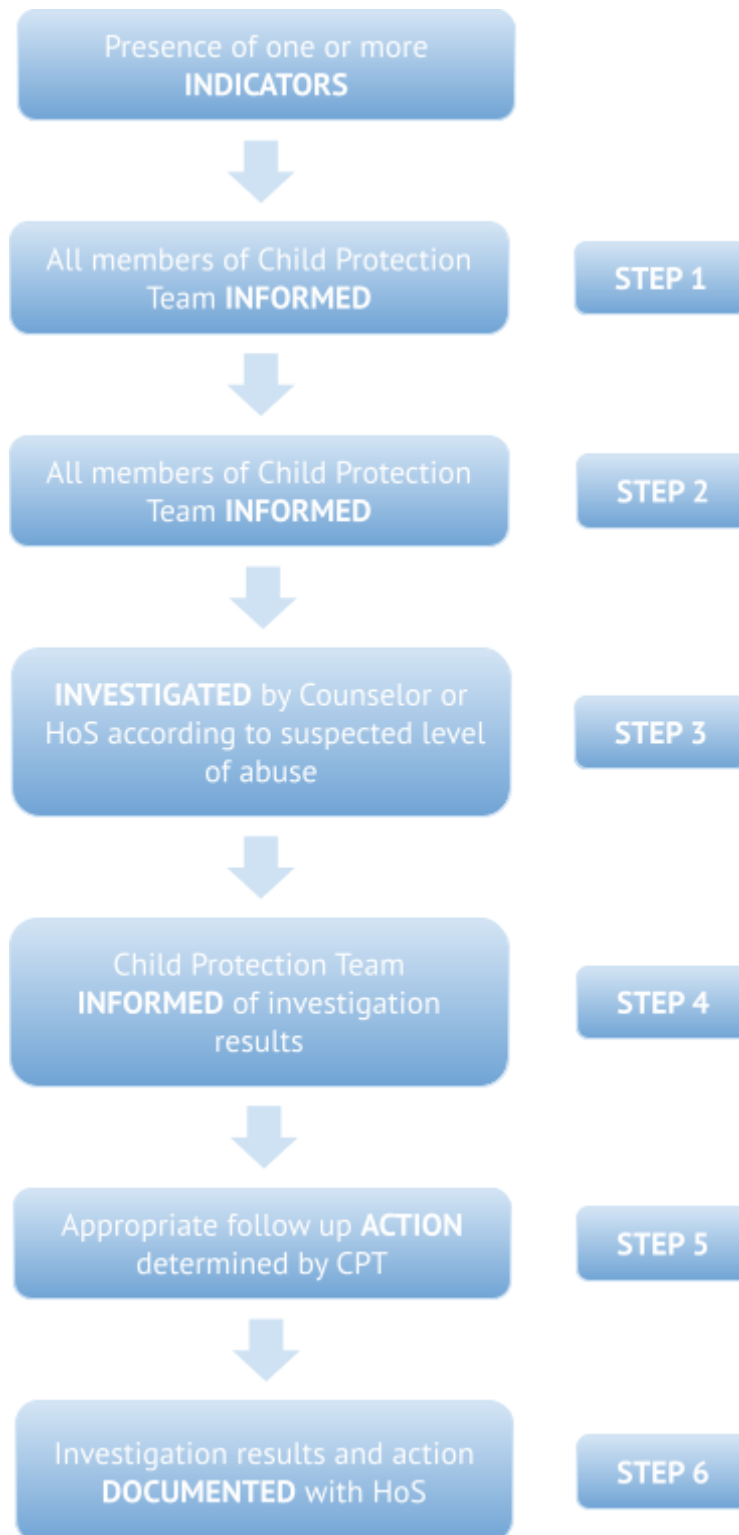 Presence of one or more
INDICATORS
All members of Child Protection
Team INFORMED
STEP 1
All members of Child Protection
Team INFORMED
STEP 2
INVESTIGATED by Counselor or
HoS according to suspected level
of abuse
STEP 3
Child Protection Team
INFORMED of investigation
results
STEP 4
Appropriate follow up ACTION
determined by CPT
STEP 5
Investigation results and action
DOCUMENTED with HoS
STEP 6